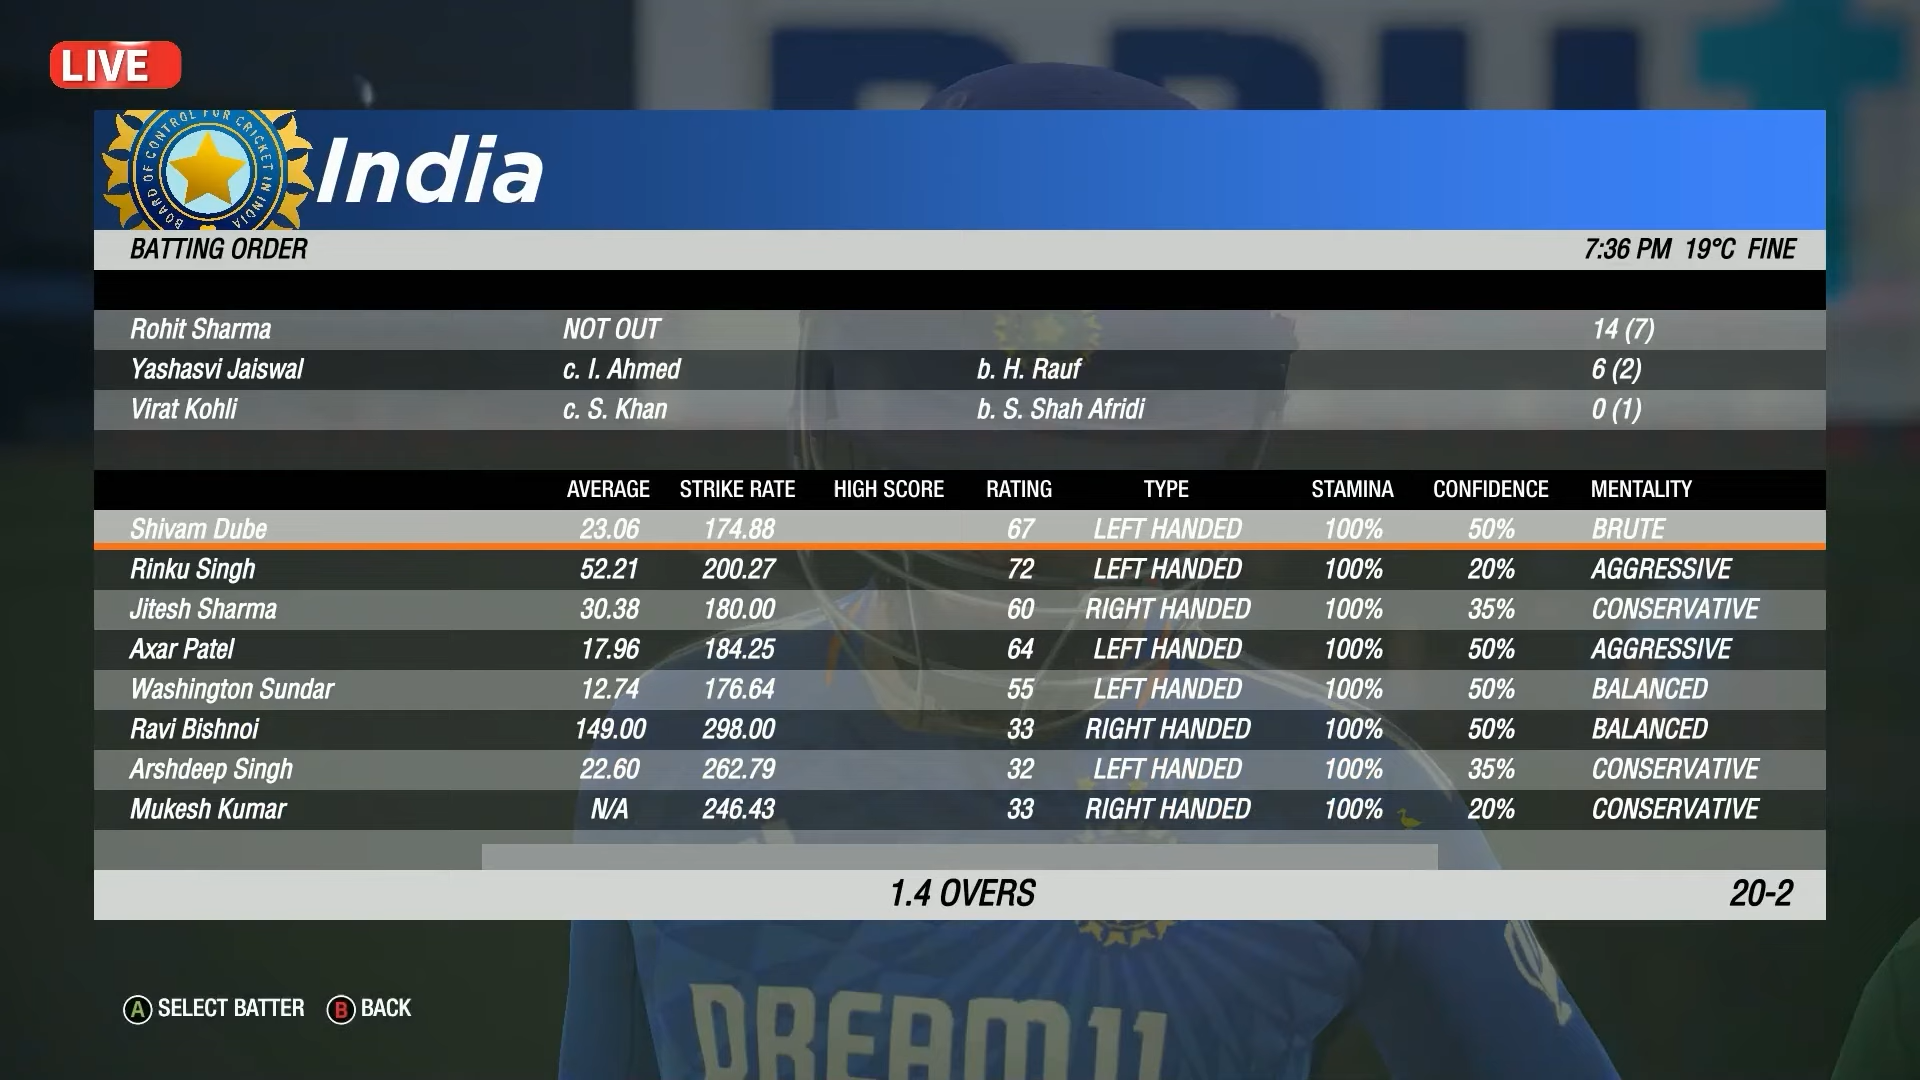 LIVE
BOARD OF CONTROL FOR CRICKET IN INDIA
India
BATTING ORDER 7:36 PM 19°C FINE
Rohit Sharma NOT OUT 14 (7)
Yashasvi Jaiswal c. I. Ahmed b. H. Rauf 6 (2)
Virat Kohli c. S. Khan b. S. Shah Afridi 0 (1)
AVERAGE STRIKE RATE HIGH SCORE RATING TYPE STAMINA CONFIDENCE MENTALITY
Shivam Dube 23.06 174.88 67 LEFT HANDED 100% 50% BRUTE
Rinku Singh 52.21 200.27 72 LEFT HANDED 100% 20% AGGRESSIVE
Jitesh Sharma 30.38 180.00 60 RIGHT HANDED 100% 35% CONSERVATIVE
Axar Patel 17.96 184.25 64 LEFT HANDED 100% 50% AGGRESSIVE
Washington Sundar 12.74 176.64 55 LEFT HANDED 100% 50% BALANCED
Ravi Bishnoi 149.00 298.00 33 RIGHT HANDED 100% 50% BALANCED
Arshdeep Singh 22.60 262.79 32 LEFT HANDED 100% 35% CONSERVATIVE
Mukesh Kumar N/A 246.43 33 RIGHT HANDED 100% 20% CONSERVATIVE
1.4 OVERS 20-2
A SELECT BATTER B BACK
DREAM11